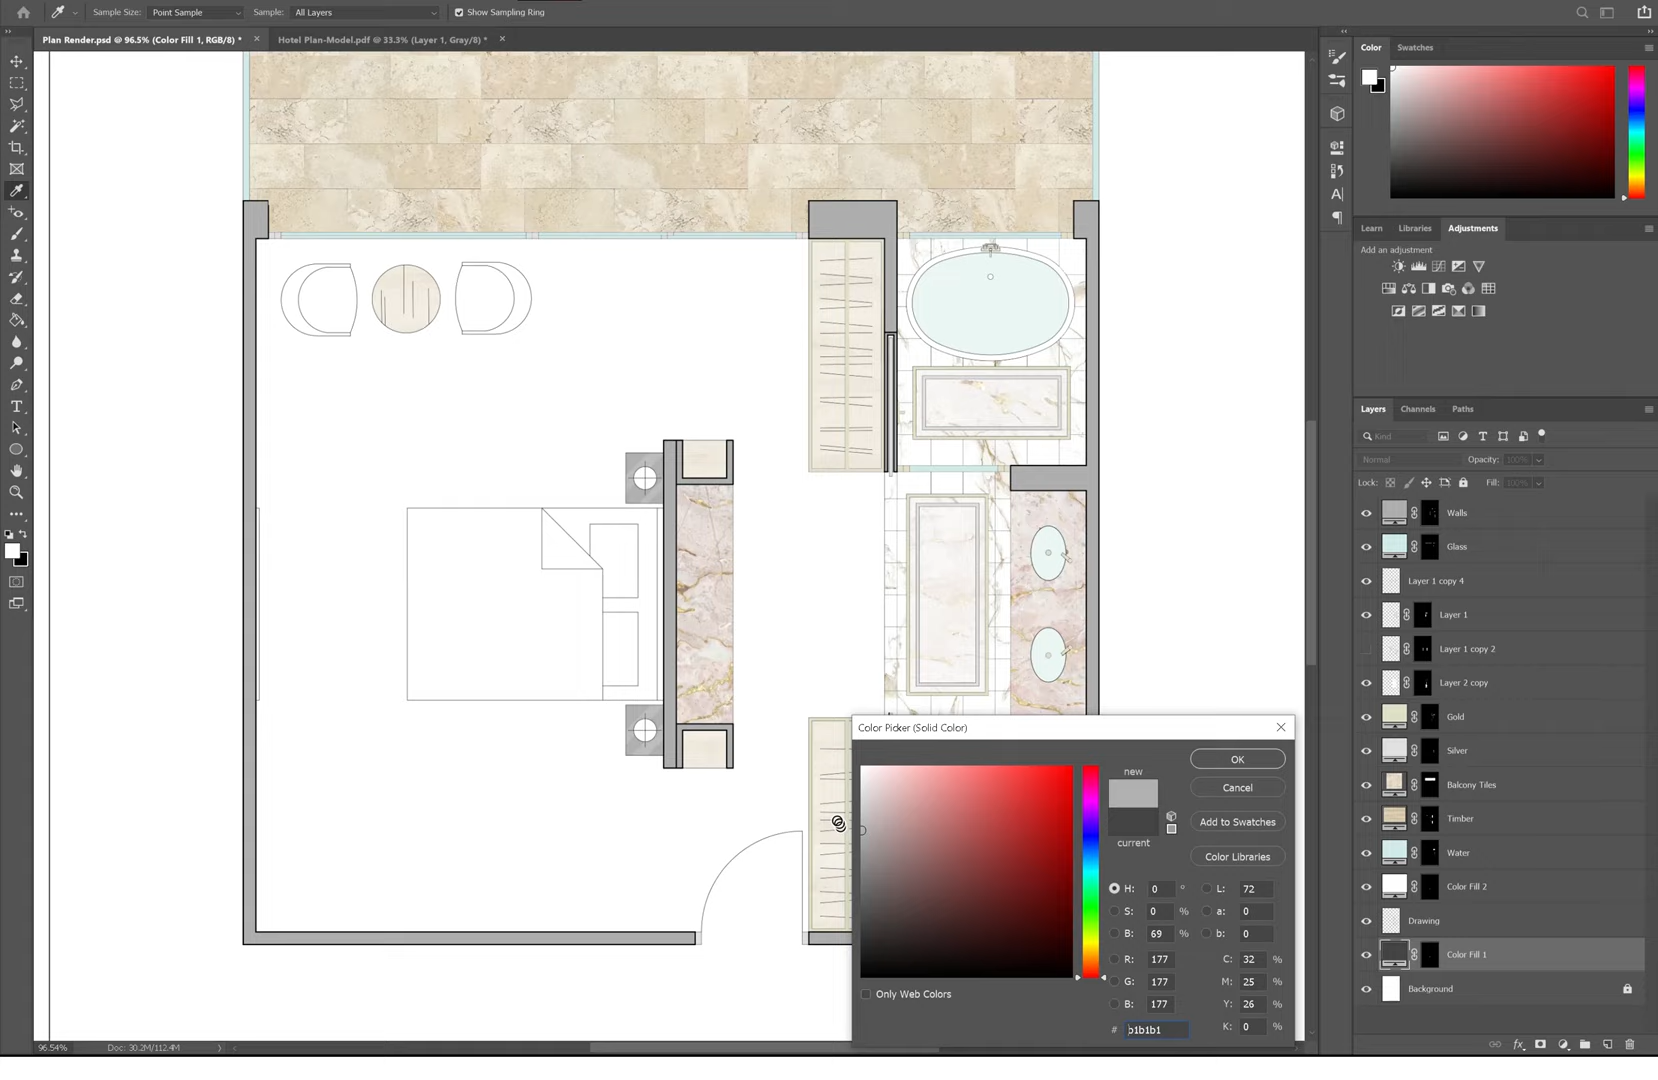 Sample Size: Point Sample Sample: All Layers Show Sampling Ring
Plan Render.psd @ 96.5% (Color Fill 1, RGB/8) * × Hotel Plan-Model.pdf @ 33.3% (Layer 1, Gray/8) * ×
Color Swatches
Learn Libraries Adjustments
Add an adjustment
Layers Channels Paths
Kind
Normal Opacity: 100%
Lock: Fill: 100%
Walls
Glass
Layer 1 copy 4
Layer 1
Layer 1 copy 2
Layer 2 copy
Gold
Silver
Balcony Tiles
Timber
Water
Color Fill 2
Drawing
Color Fill 1
Background
Color Picker (Solid Color)
new
current
OK
Cancel
Add to Swatches
Color Libraries
H: 0 ° L: 72
S: 0 % a: 0
B: 69 % b: 0
R: 177 C: 32 %
G: 177 M: 25 %
B: 177 Y: 26 %
# b1b1b1 K: 0 %
Only Web Colors
96.54% Doc: 30.2M/112.4M